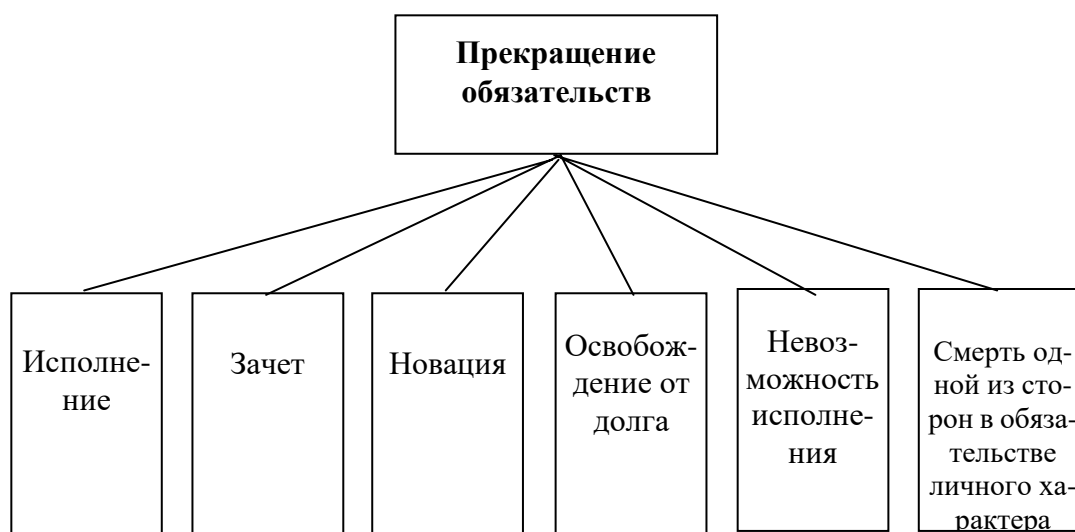 Прекращение
обязательств
Исполне-
ние
Зачет
Новация
Освобож-
дение от
долга
Невоз-
можность
исполне-
ния
Смерть од-
ной из сто-
рон в обяза-
тельстве
личного ха-
рактера